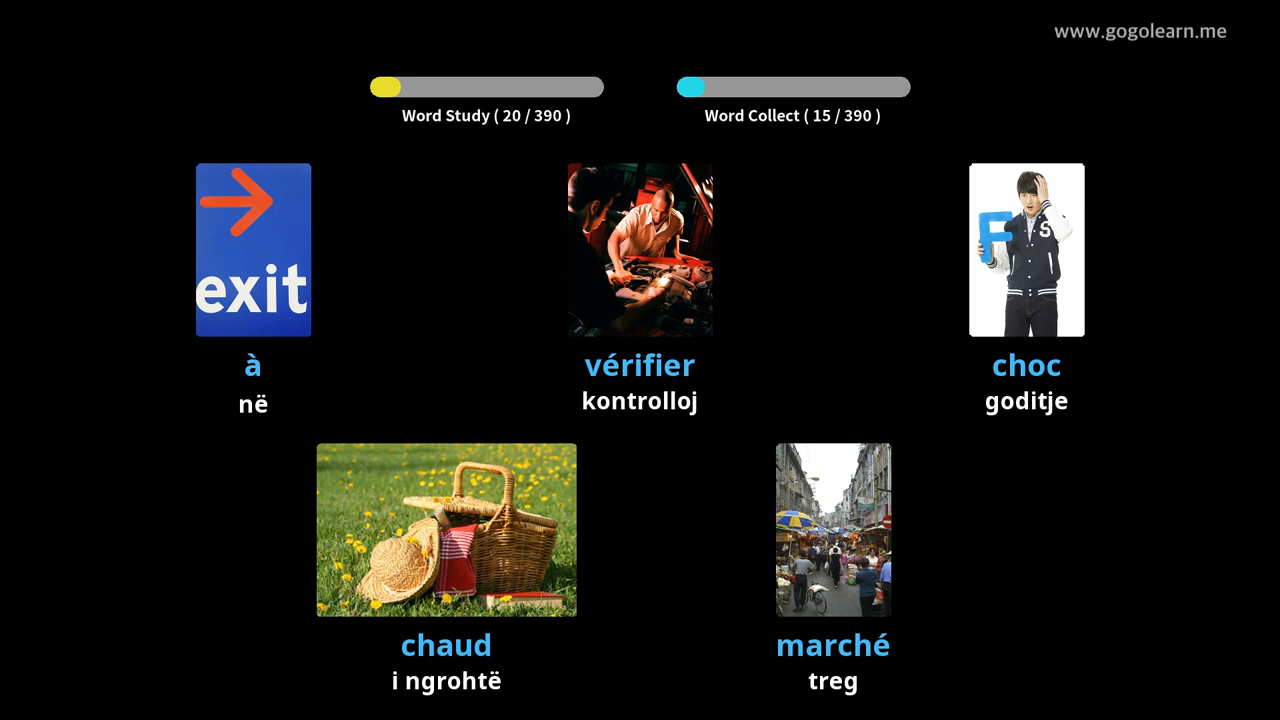 www.gogolearn.me
Word Study ( 20 / 390 )
Word Collect ( 15 / 390 )
exit
F
S
à
në
vérifier
kontrolloj
choc
goditje
chaud
i ngrohtë
marché
treg